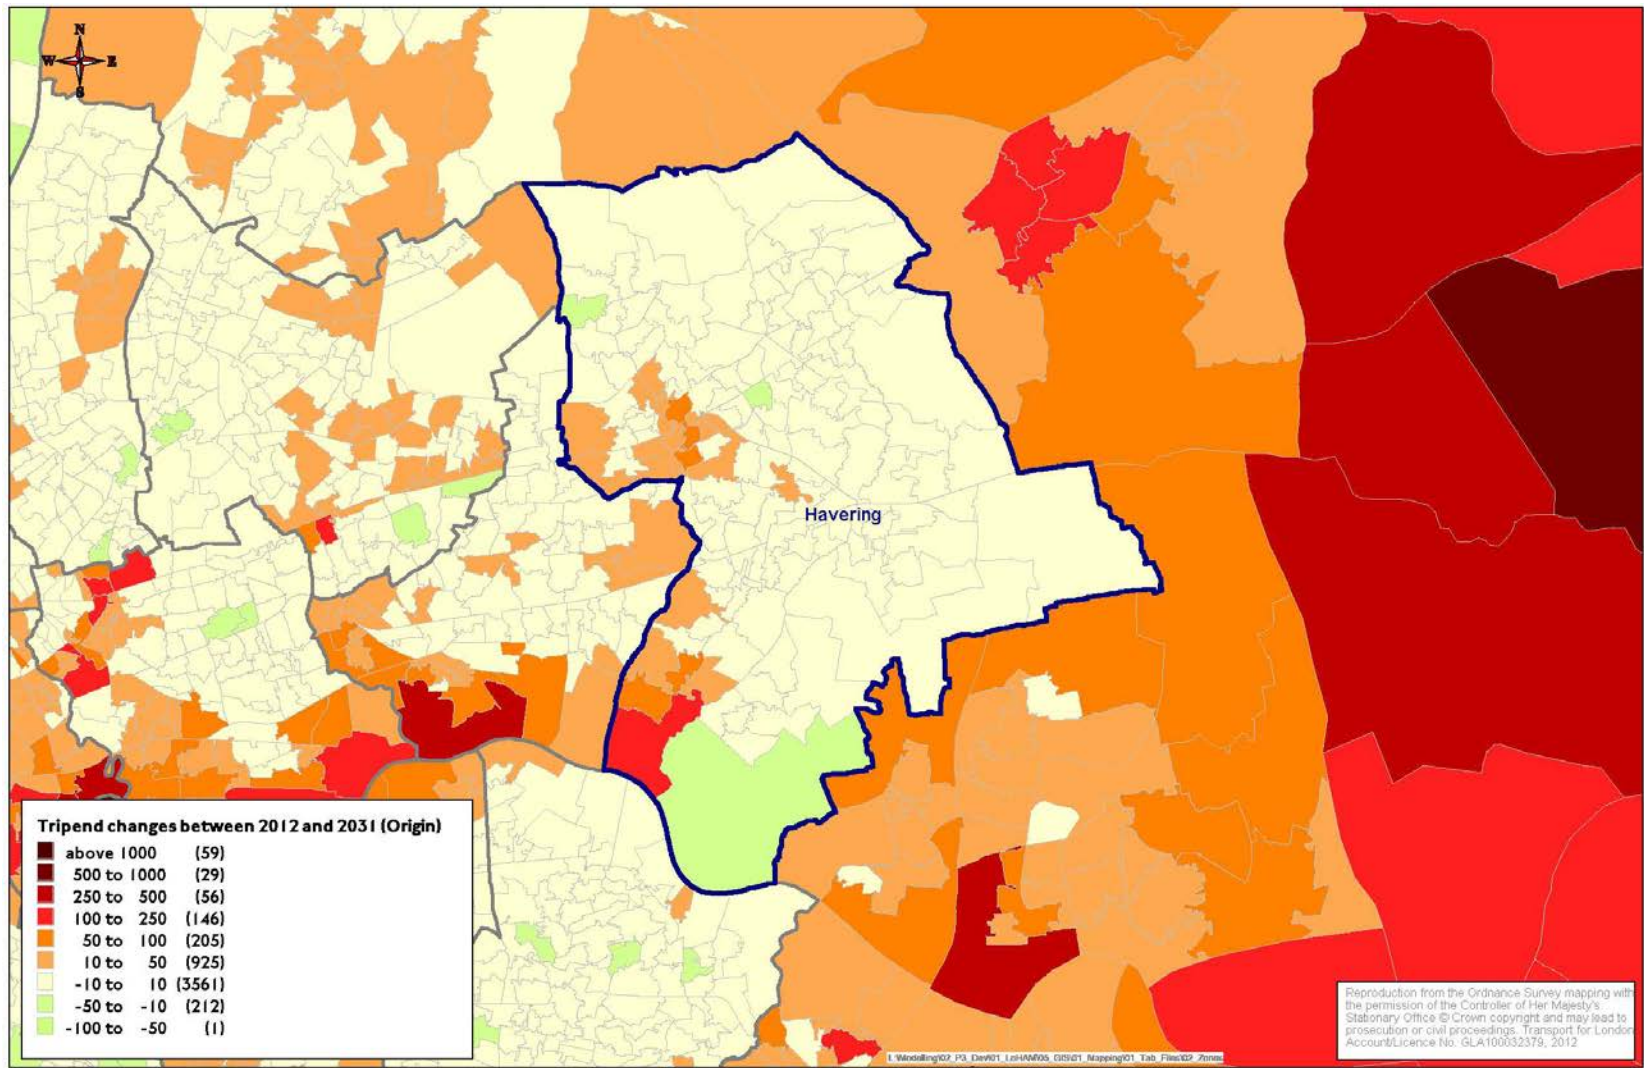 N
W E
S
Havering
Tripend changes between 2012 and 2031 (Origin)
above 1000 (59)
500 to 1000 (29)
250 to 500 (56)
100 to 250 (146)
50 to 100 (205)
10 to 50 (925)
-10 to 10 (3561)
-50 to -10 (212)
-100 to -50 (1)
Reproduction from the Ordnance Survey mapping with
the permission of the Controller of Her Majesty's
Stationary Office © Crown copyright and may lead to
prosecution or civil proceedings. Transport for London
Account/Licence No. GLA100032379, 2012